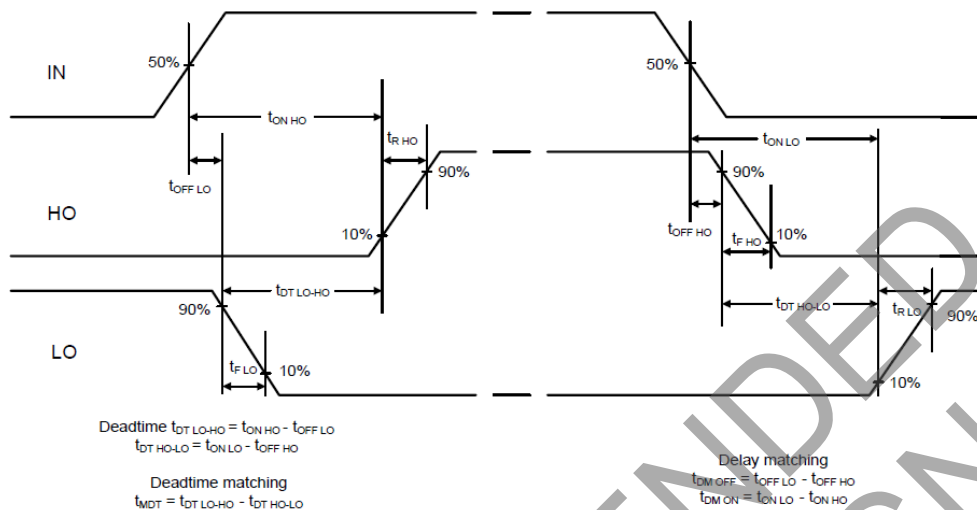 IN
50%
50%
tON HO
tON LO
tR HO
tOFF LO
90%
90%
HO
tOFF HO
tF HO
10%
10%
tDT LO-HO
tDT HO-LO
tR LO
90%
90%
LO
tF LO
10%
10%
Deadtime tDT LO-HO = tON HO - tOFF LO
tDT HO-LO = tON LO - tOFF HO
Deadtime matching
tMDT = tDT LO-HO - tDT HO-LO
Delay matching
tDM OFF = tOFF LO - tOFF HO
tDM ON = tON LO - tON HO
ENDED